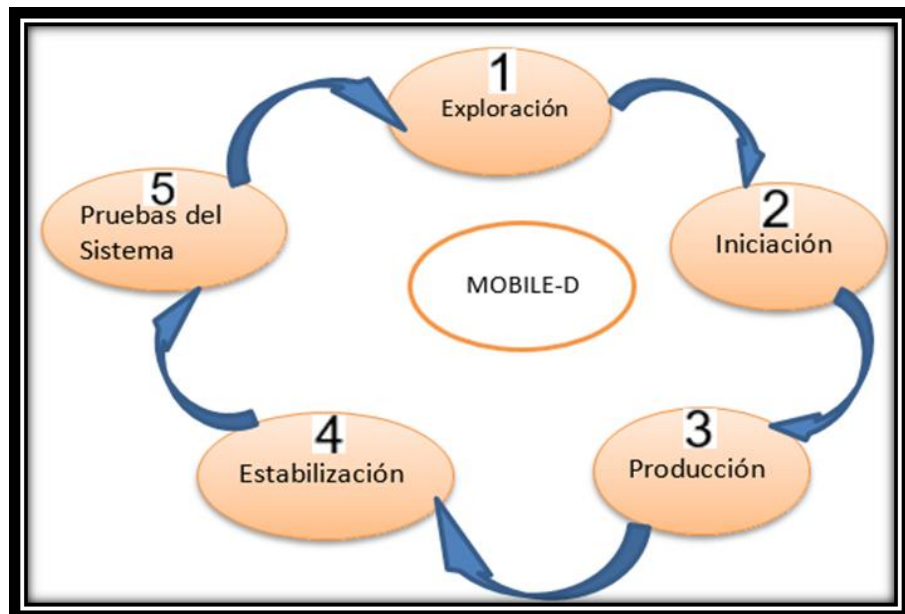 1
Exploración
2
Iniciación
3
Producción
4
Estabilización
5
Pruebas del
Sistema
MOBILE-D